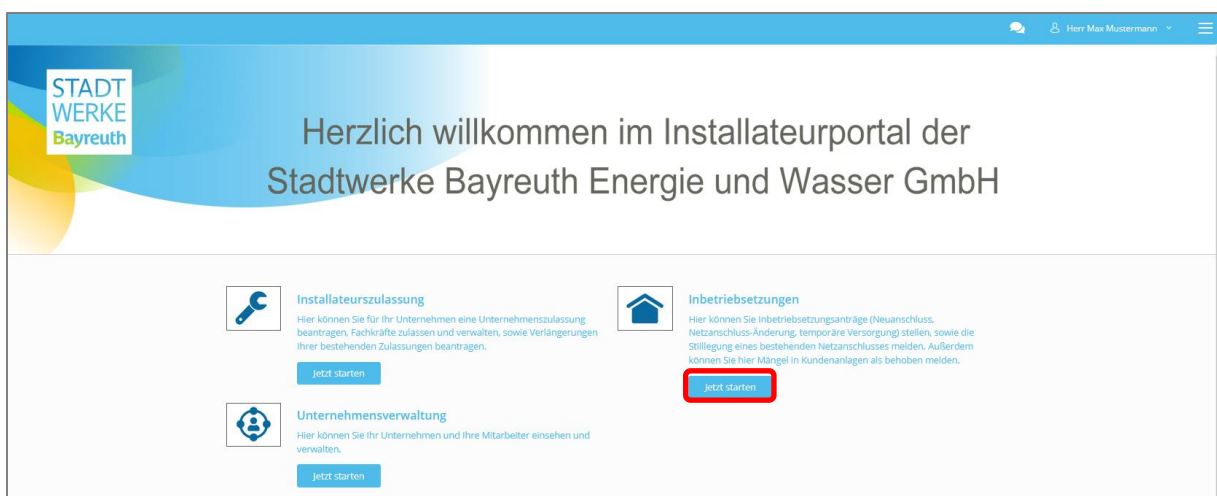 Herr Max Mustermann
STADT
WERKE
Bayreuth
Herzlich willkommen im Installateurportal der
Stadtwerke Bayreuth Energie und Wasser GmbH
Installateurszulassung
Hier können Sie für Ihr Unternehmen eine Unternehmenszulassung
beantragen, Fachkräfte zulassen und verwalten, sowie Verlängerungen
Ihrer bestehenden Zulassungen beantragen.
Jetzt starten
Inbetriebsetzungen
Hier können Sie Inbetriebsetzungsanträge (Neuanschluss,
Netzanschluss-Änderung, temporäre Versorgung) stellen, sowie die
Stilllegung eines bestehenden Netzanschlusses melden. Außerdem
können Sie hier Mängel in Kundenanlagen als behoben melden.
Jetzt starten
Unternehmensverwaltung
Hier können Sie Ihr Unternehmen und Ihre Mitarbeiter einsehen und
verwalten.
Jetzt starten